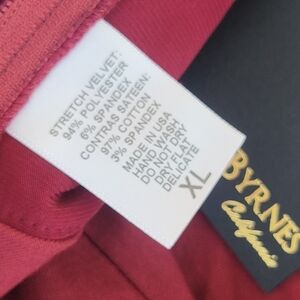 STRETCH VELVET:
94% POLYESTER
6% SPANDEX
CONTRAS SATEEN:
97% COTTON
3% SPANDEX
MADE IN USA
HAND WASH
DO NOT DRY
DRY FLAT
DELICATE
XL
BYRNES
California